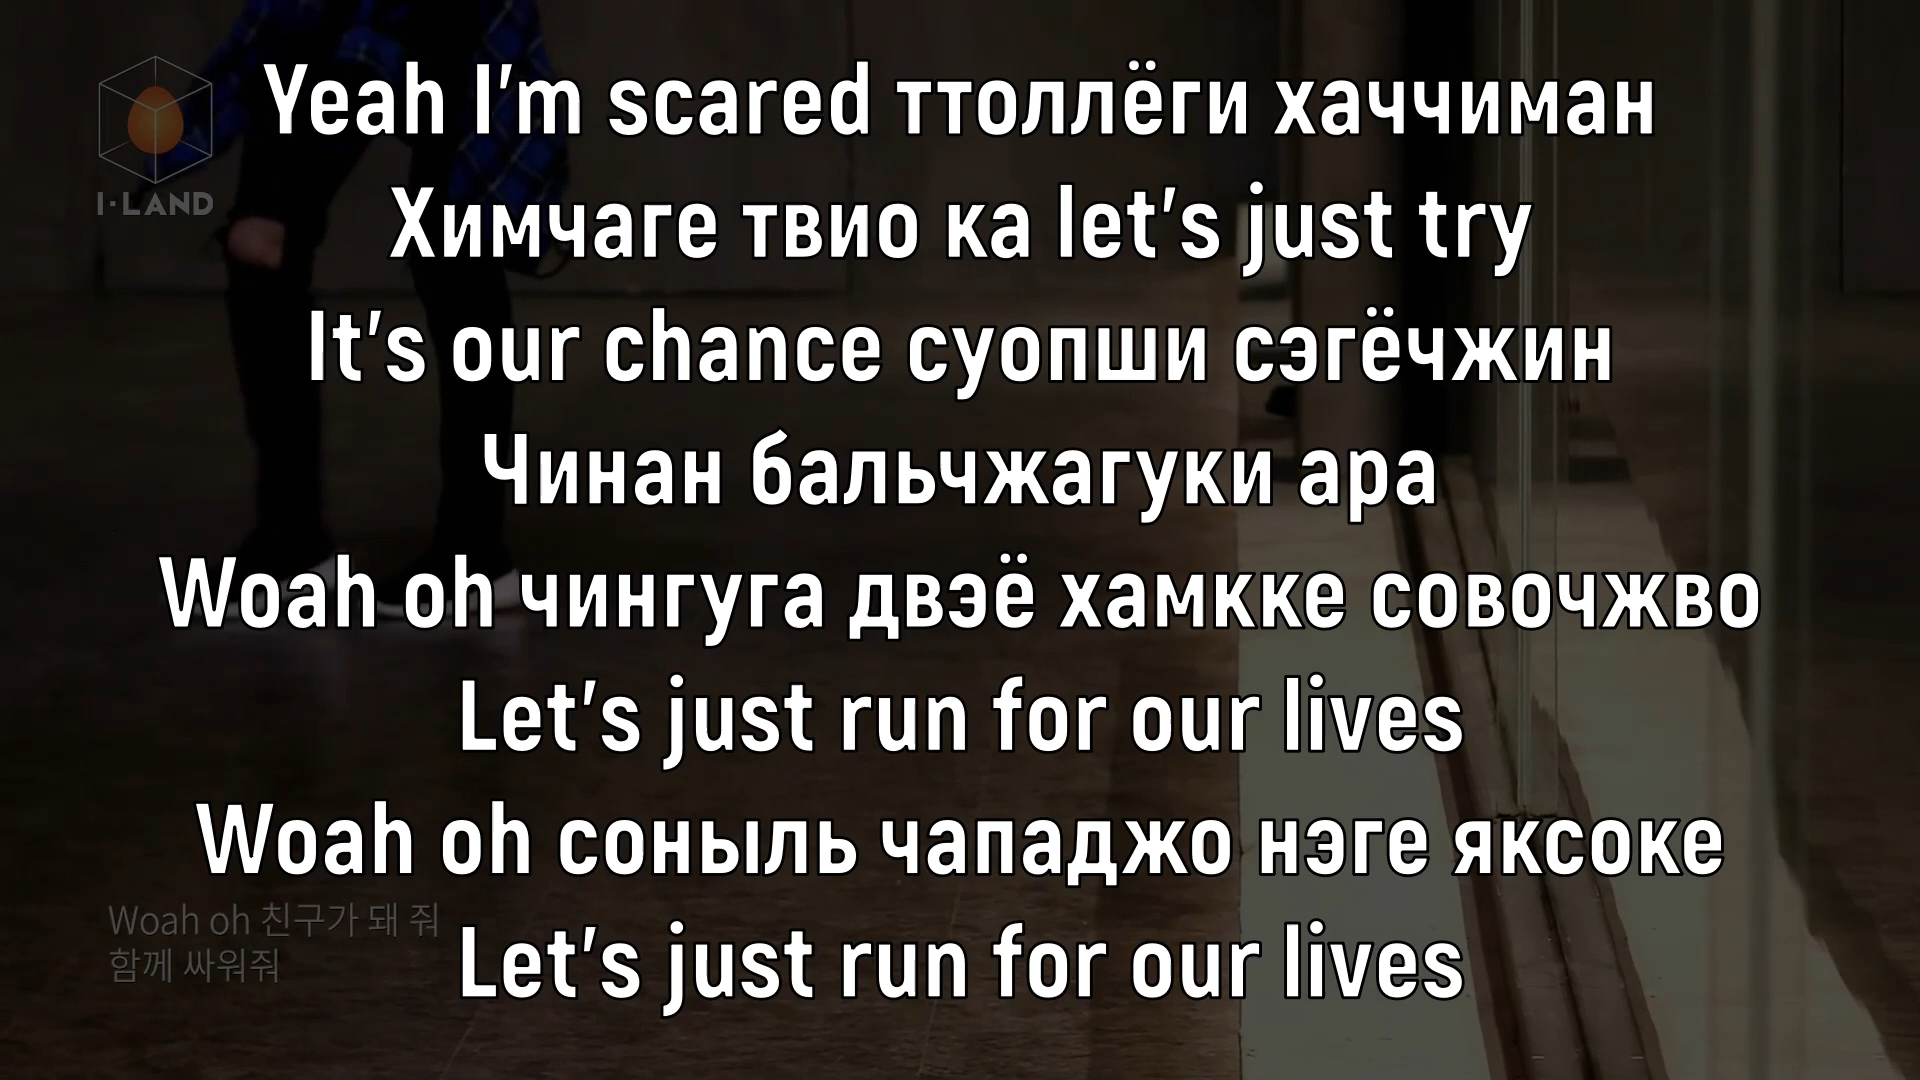 I·LAND
Yeah I'm scared ттоллёги хаччиман
Химчаге твио ка let's just try
It's our chance суопши сэгёчжин
Чинан бальчжагуки ара
Woah oh чингуга двэё хамкке совочжво
Let's just run for our lives
Woah oh соныль чападжо нэге яксоке
Let's just run for our lives
Woah oh 친구가 돼 줘
함께 싸워줘